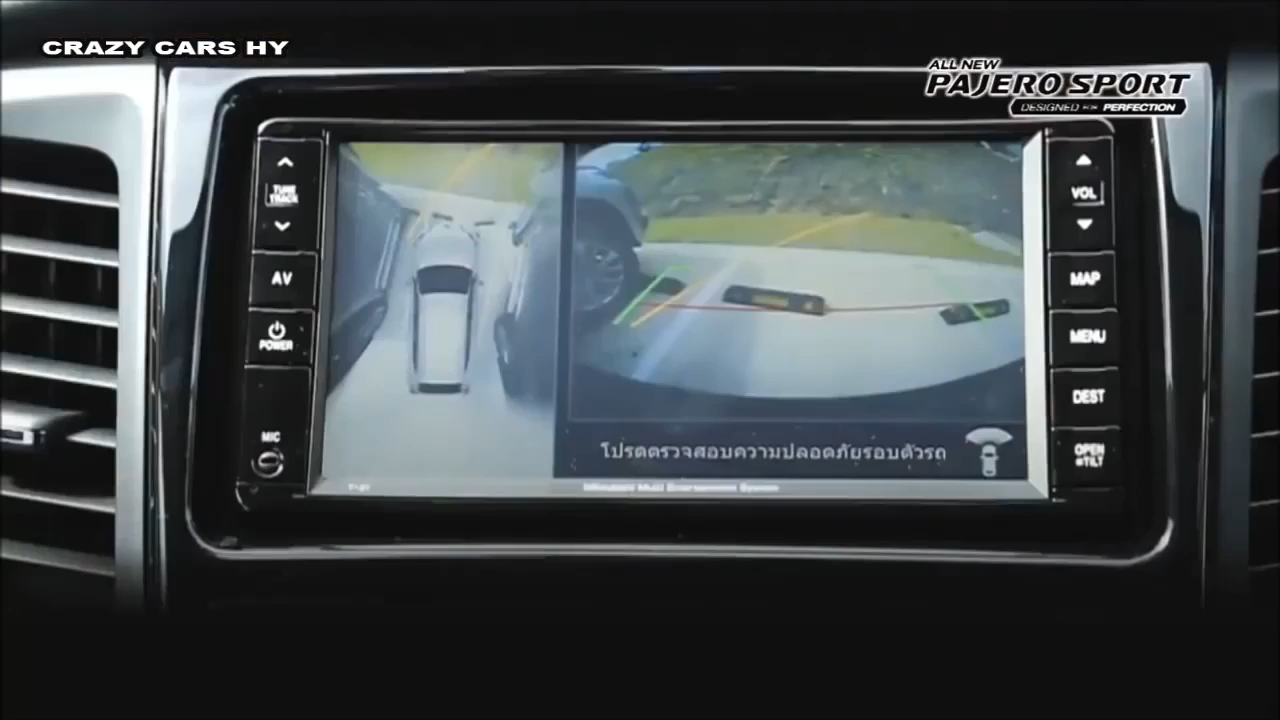 CRAZY CARS HY
ALL NEW
PAJERO SPORT
DESIGNED FOR PERFECTION
TUNE
TRACK
AV
POWER
MIC
VOL
MAP
MENU
DEST
OPEN
TILT
โปรดตรวจสอบความปลอดภัยรอบตัวรถ